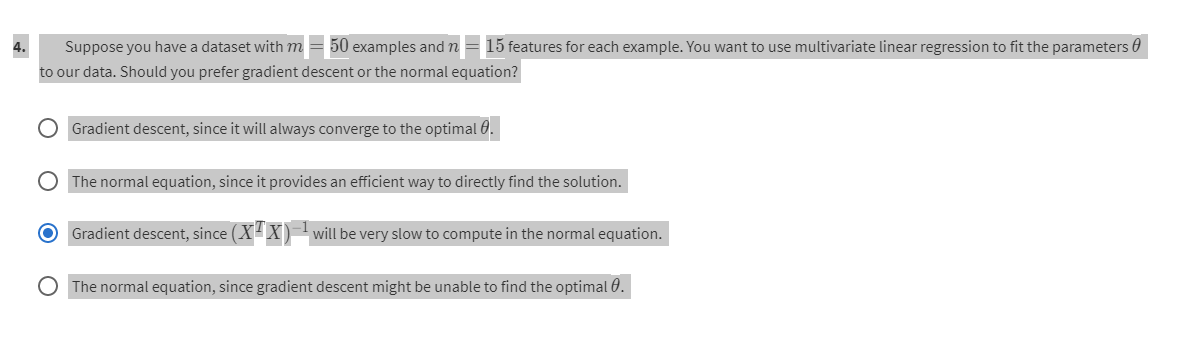 4. Suppose you have a dataset with m = 50 examples and n = 15 features for each example. You want to use multivariate linear regression to fit the parameters θ
to our data. Should you prefer gradient descent or the normal equation?
Gradient descent, since it will always converge to the optimal θ.
The normal equation, since it provides an efficient way to directly find the solution.
Gradient descent, since (XᵀX)⁻¹ will be very slow to compute in the normal equation.
The normal equation, since gradient descent might be unable to find the optimal θ.